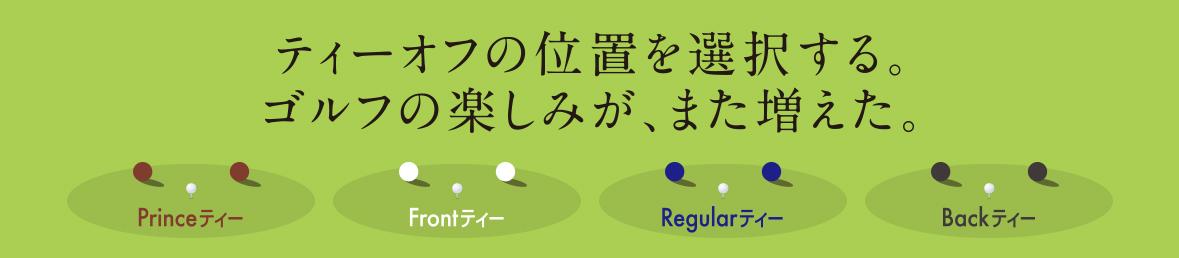 ティーオフの位置を選択する。
ゴルフの楽しみが、また増えた。
Princeティー
Frontティー
Regularティー
Backティー